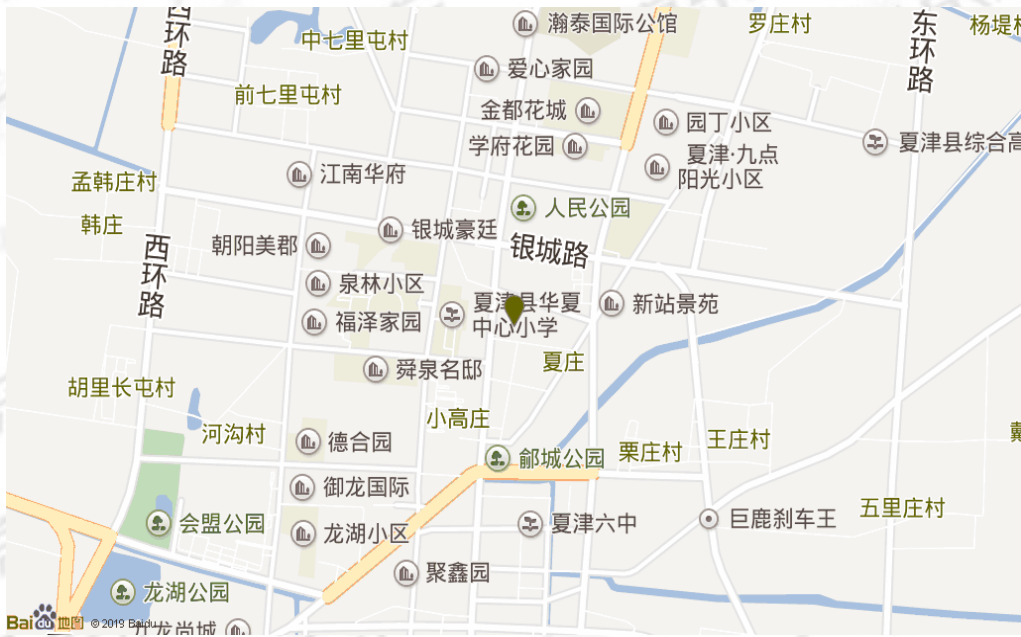 西环路
中七里屯村
瀚泰国际公馆
罗庄村
东环路
杨堤
爱心家园
前七里屯村
金都花城
园丁小区
学府花园
夏津·九点
阳光小区
夏津县综合高
孟韩庄村
江南华府
韩庄
人民公园
银城豪廷
银城路
朝阳美郡
西环路
泉林小区
夏津县华夏
中心小学
新站景苑
福泽家园
舜泉名邸
夏庄
胡里长屯村
小高庄
河沟村
德合园
鄃城公园
栗庄村
王庄村
御龙国际
五里庄村
会盟公园
龙湖小区
夏津六中
巨鹿刹车王
聚鑫园
龙湖公园
Bai du 地图 © 2019 Baidu
九龙尚城